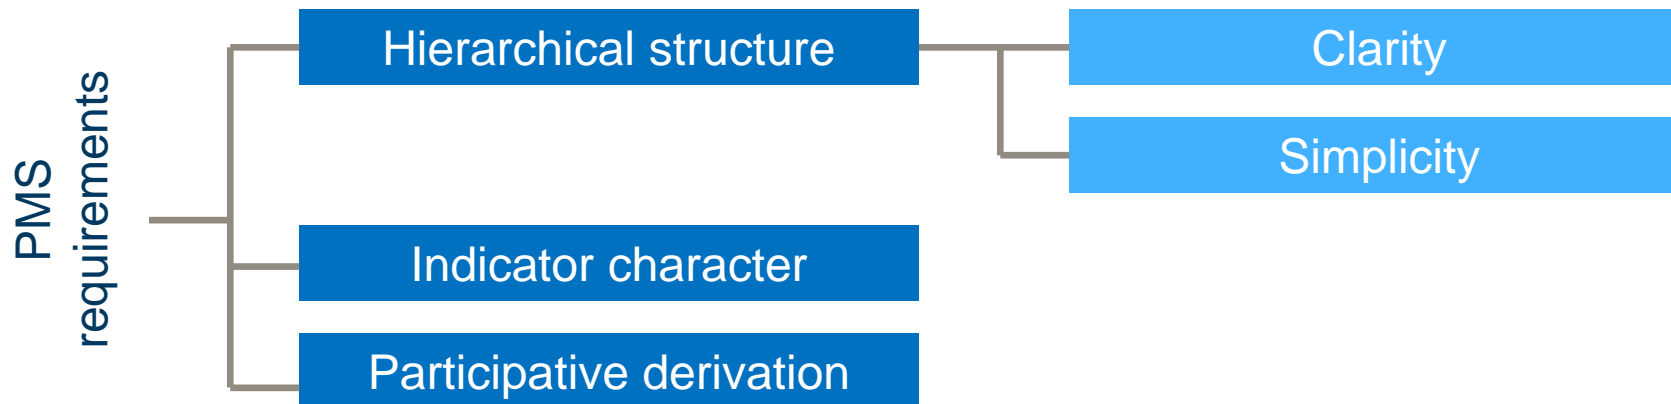 PMS
requirements
Hierarchical structure
Clarity
Simplicity
Indicator character
Participative derivation